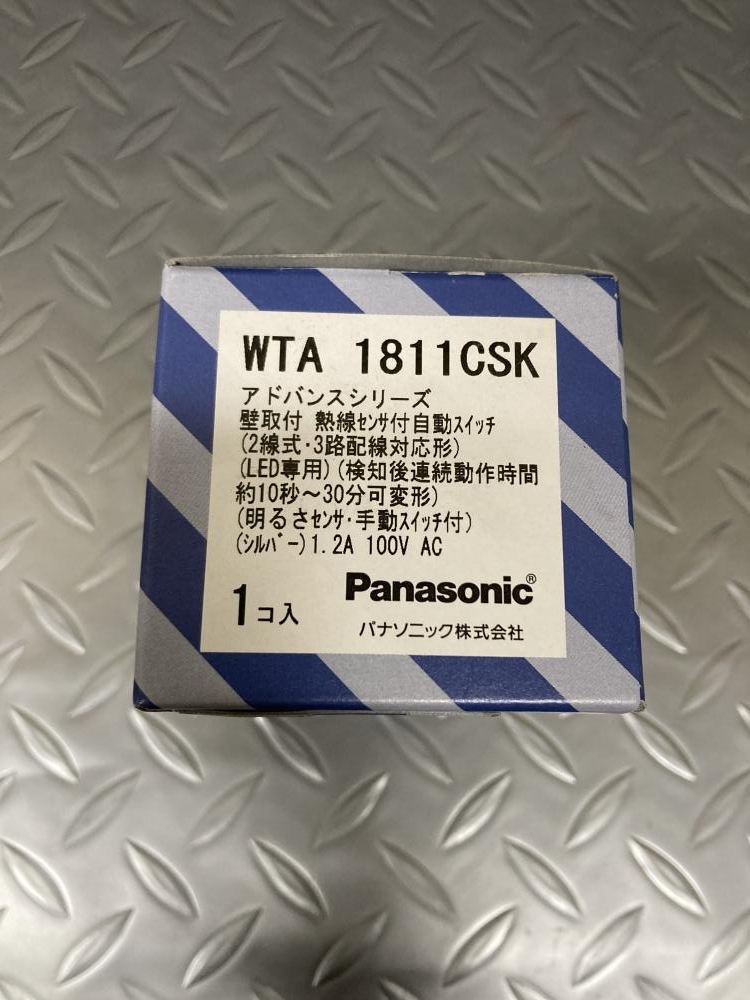 WTA 1811CSK
アドバンスシリーズ
壁取付 熱線ｾﾝｻ付自動ｽｲｯﾁ
(2線式・3路配線対応形)
(LED専用)(検知後連続動作時間
約10秒～30分可変形)
(明るさｾﾝｻ・手動ｽｲｯﾁ付)
(ｼﾙﾊﾞｰ)1.2A 100V AC
1コ入
Panasonic®
パナソニック株式会社